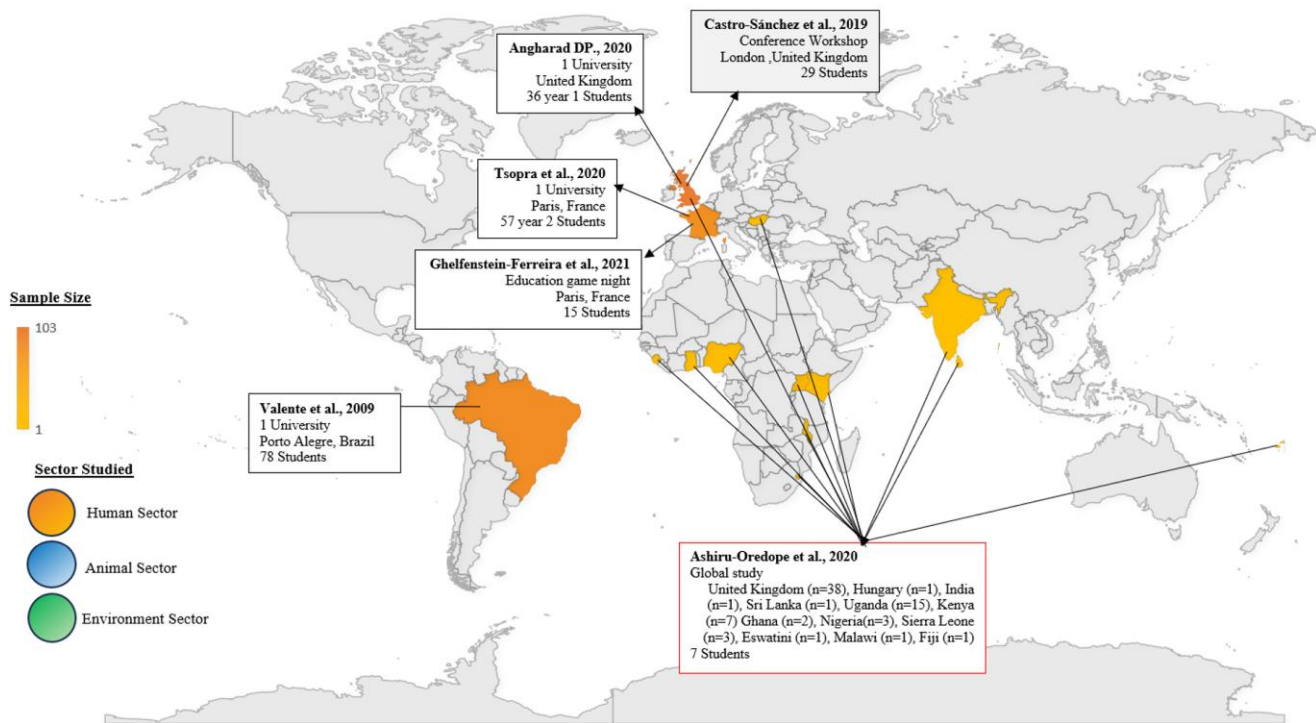 Castro-Sánchez et al., 2019
Conference Workshop
London ,United Kingdom
29 Students
Angharad DP., 2020
1 University
United Kingdom
36 year 1 Students
Tsopra et al., 2020
1 University
Paris, France
57 year 2 Students
Ghelfenstein-Ferreira et al., 2021
Education game night
Paris, France
15 Students
Sample Size
103
1
Valente et al., 2009
1 University
Porto Alegre, Brazil
78 Students
Sector Studied
Human Sector
Animal Sector
Environment Sector
Ashiru-Oredope et al., 2020
Global study
United Kingdom (n=38), Hungary (n=1), India
(n=1), Sri Lanka (n=1), Uganda (n=15), Kenya
(n=7) Ghana (n=2), Nigeria(n=3), Sierra Leone
(n=3), Eswatini (n=1), Malawi (n=1), Fiji (n=1)
7 Students